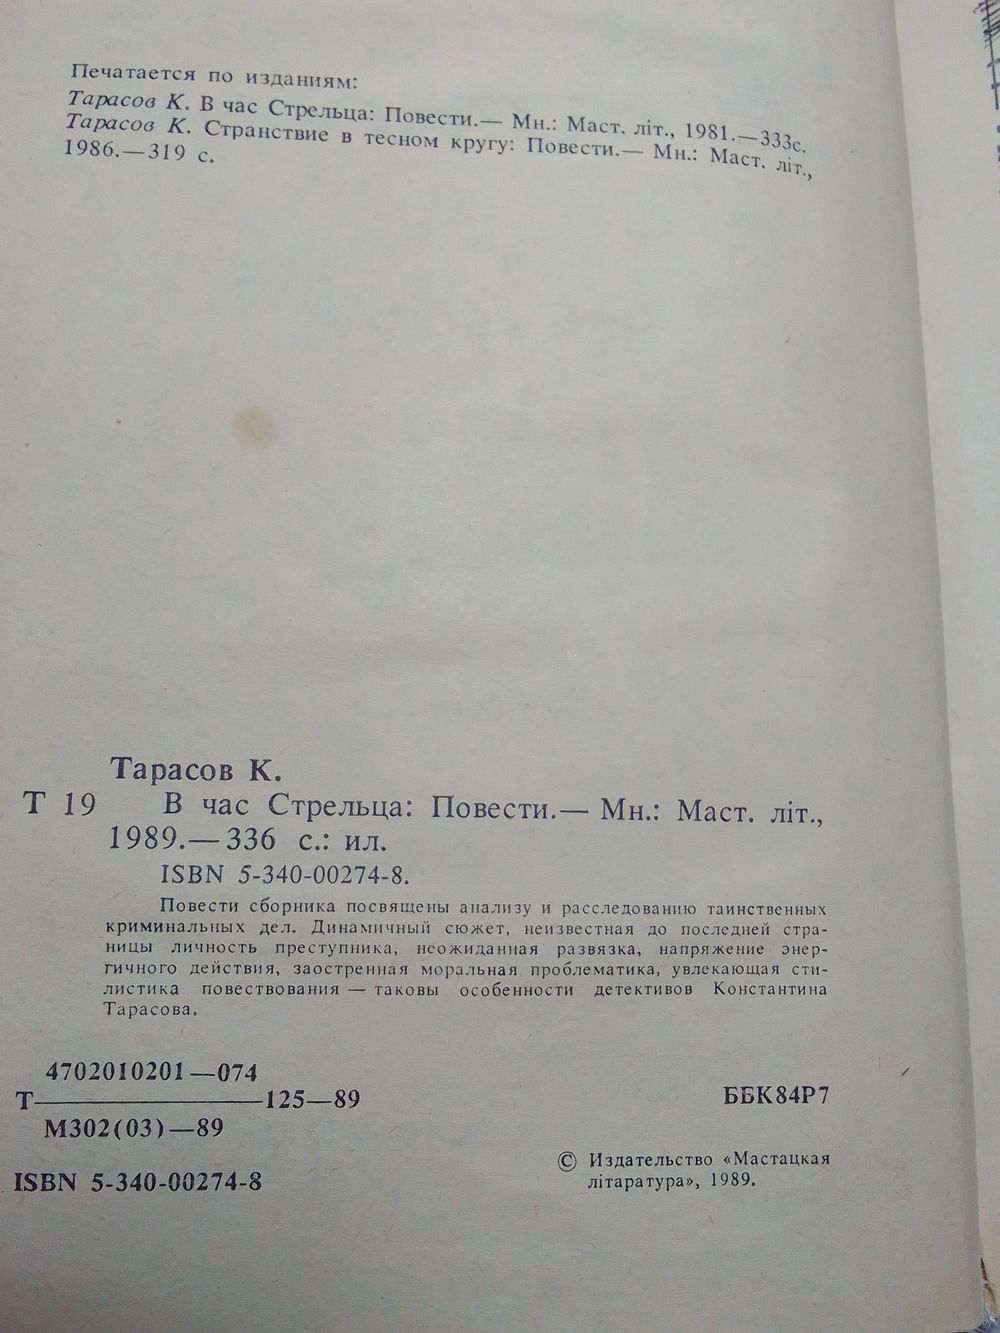 Печатается по изданиям:
Тарасов К. В час Стрельца: Повести.— Мн.: Маст. літ., 1981.—333с.
Тарасов К. Странствие в тесном кругу: Повести.— Мн.: Маст. літ.,
1986.—319 с.
Тарасов К.
Т 19 В час Стрельца: Повести.— Мн.: Маст. літ.,
1989.— 336 с.: ил.
ISBN 5-340-00274-8.
Повести сборника посвящены анализу и расследованию таинственных
криминальных дел. Динамичный сюжет, неизвестная до последней стра-
ницы личность преступника, неожиданная развязка, напряжение энер-
гичного действия, заостренная моральная проблематика, увлекающая сти-
листика повествования — таковы особенности детективов Константина
Тарасова.
4702010201—074
Т————125—89
М302(03)—89
ББК84Р7
ISBN 5-340-00274-8
© Издательство «Мастацкая
літаратура», 1989.